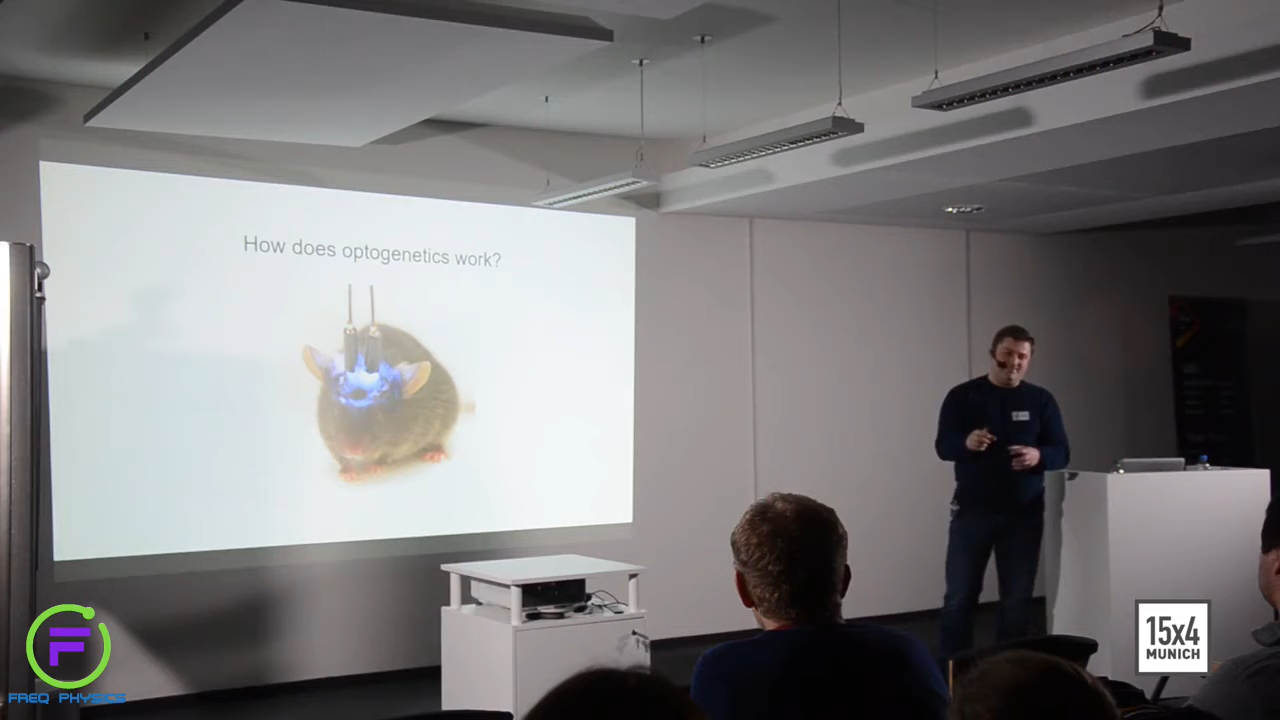 How does optogenetics work?
F
FREQ PHYSICS
15x4
MUNICH